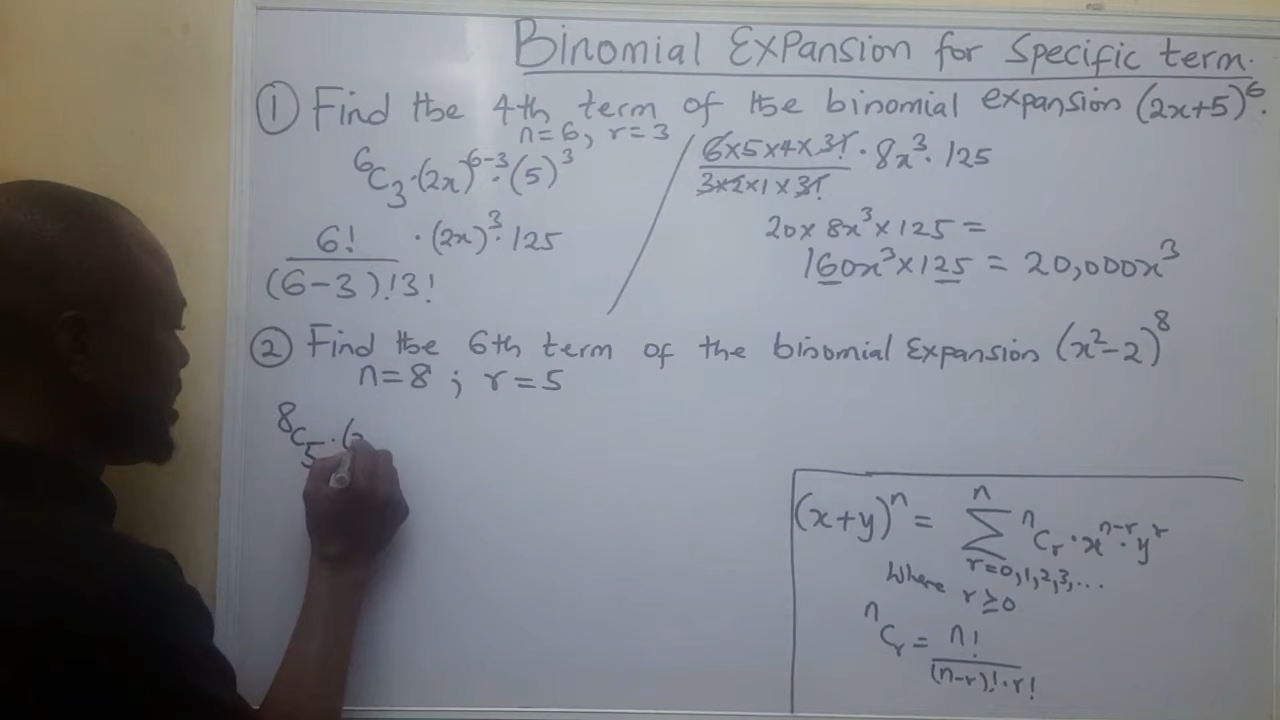 Binomial Expansion for Specific term.
① Find the 4th term of the binomial expansion (2x+5)⁶.
n=6, r=3
⁶C₃·(2x)⁶⁻³·(5)³
6!/(6-3)!3! ·(2x)³·125
6×5×4×3!/3×2×1×3! · 8x³·125
20×8x³×125=
160x³×125 = 20,000x³
② Find the 6th term of the binomial Expansion (x²-2)⁸
n=8 ; r=5
⁸C₅·(
(x+y)ⁿ = n∑ ⁿCᵣ·xⁿ⁻ʳ·yʳ
r=0,1,2,3,...
Where r≥0
ⁿCᵣ = n!/(n-r)!·r!